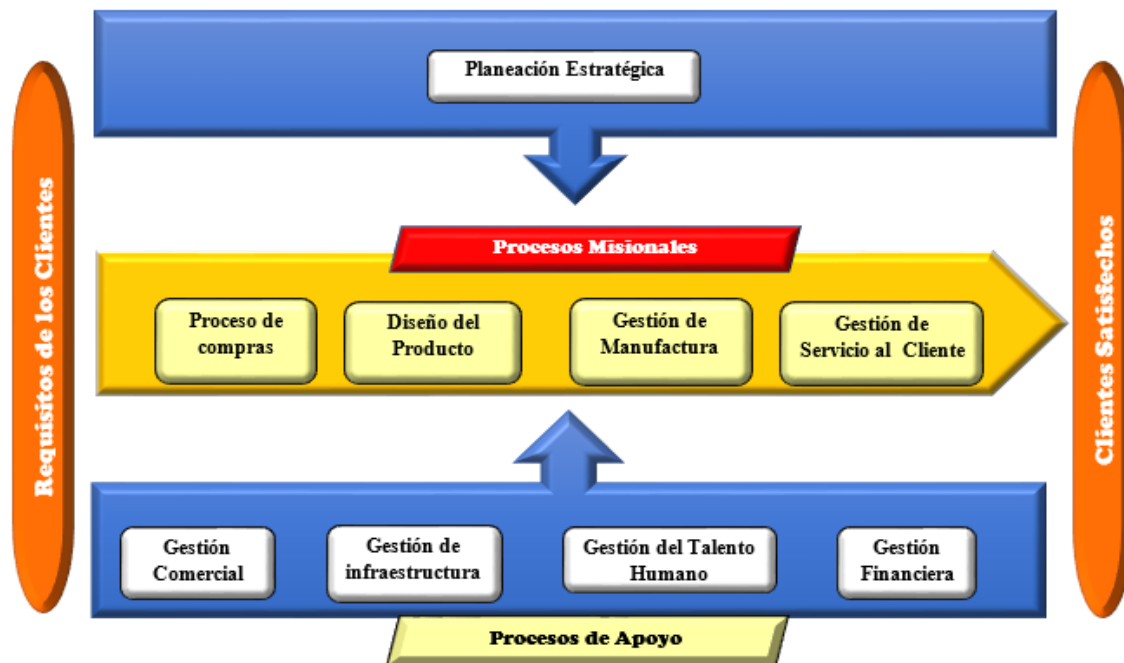 Planeación Estratégica
Requisitos de los Clientes
Procesos Misionales
Proceso de
compras
Diseño del
Producto
Gestión de
Manufactura
Gestión de
Servicio al Cliente
Clientes Satisfechos
Gestión
Comercial
Gestión de
infraestructura
Gestión del Talento
Humano
Gestión
Financiera
Procesos de Apoyo